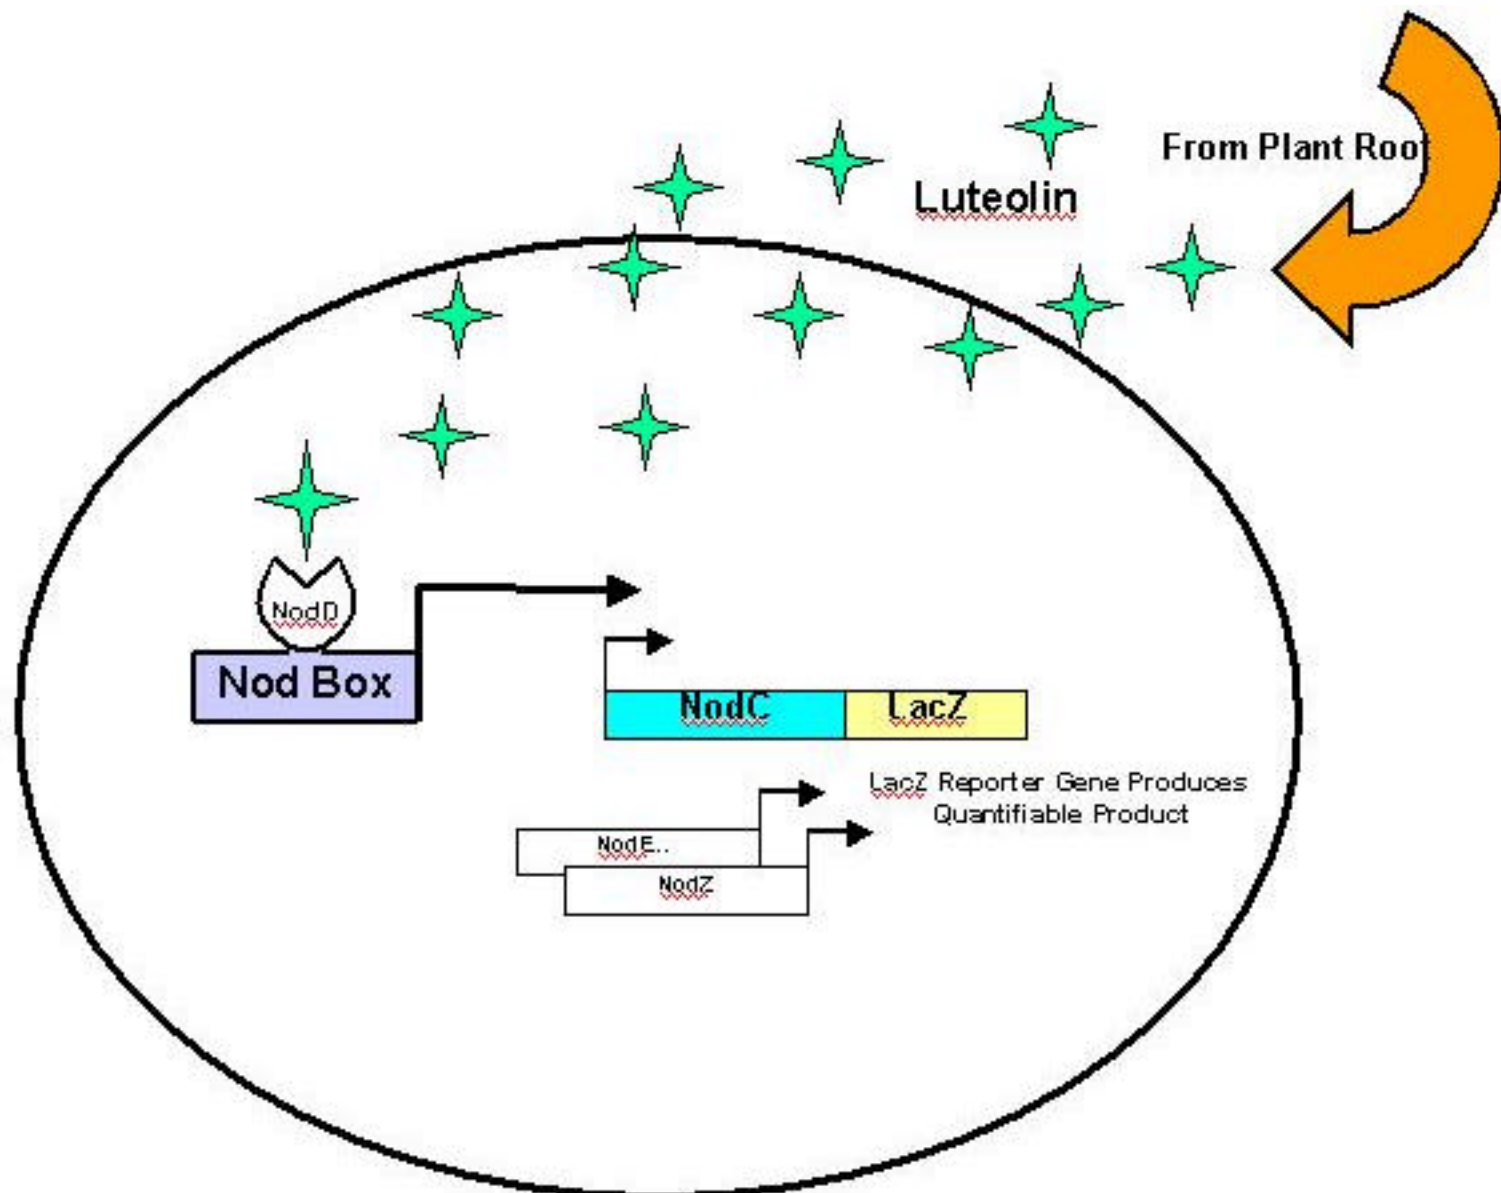 From Plant Root
Luteolin
NodD
Nod Box
NodC
LacZ
LacZ Reporter Gene Produces
Quantifiable Product
NodE..
NodZ